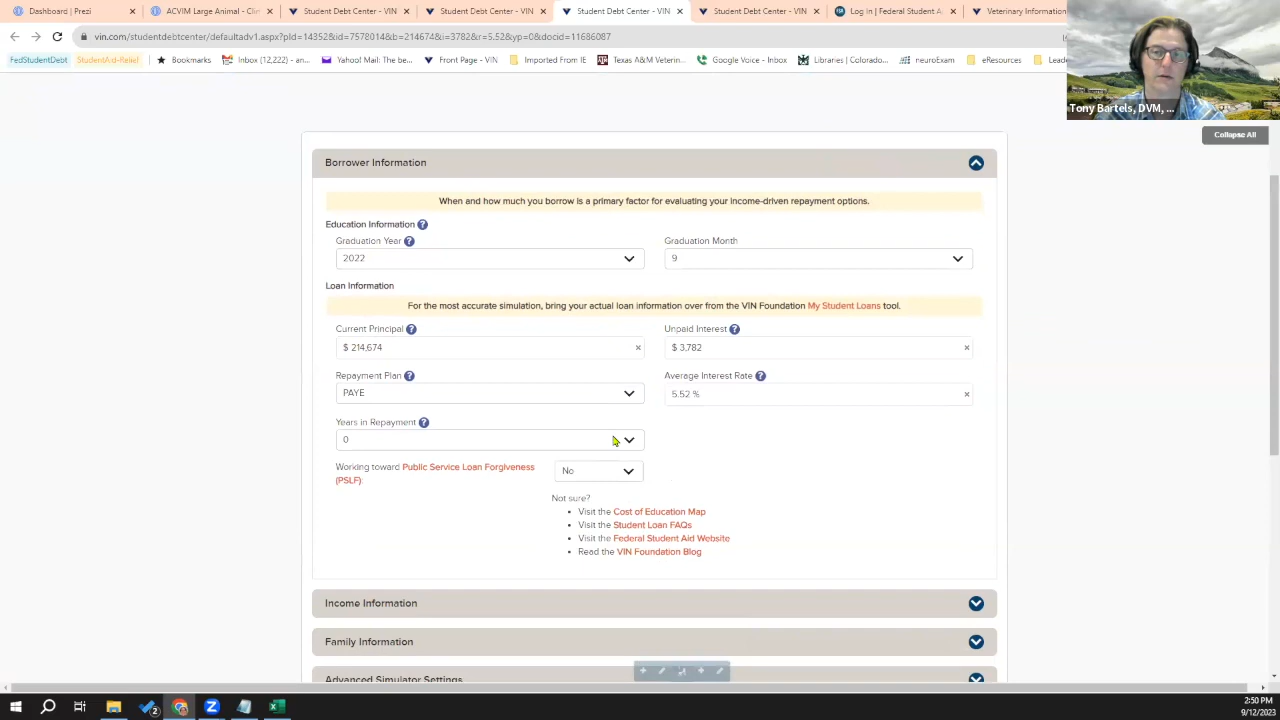 Dashboard | Prezi
ACVIM Large Animal - Clin
Student Debt Center - VIN
Student Debt Center - VIN
Student Debt Center - VIN
Student Debt Center - VIN
Log In | Federal Student A
Veterinary Information
vin.com/studentdebtcenter/defaultadv1.aspx?pId=14352&id=7578014&b=214674&i=3782&r=5.52&yp=0&docid=11686087
FedStudentDebt
StudentAid-Relief
Bookmarks
Inbox (12,222) - an...
Yahoo! Mail: The be...
Front Page - VIN
Imported From IE
Texas A&M Veterin...
Google Voice - Inbox
Libraries | Colorado...
neuroExam
eResources
Lead
Tony Bartels, DVM, ...
Collapse All
Borrower Information
When and how much you borrow is a primary factor for evaluating your income-driven repayment options.
Education Information ?
Graduation Year ?
Graduation Month
2022
9
Loan Information
For the most accurate simulation, bring your actual loan information over from the VIN Foundation My Student Loans tool.
Current Principal ?
Unpaid Interest ?
$ 214,674 ×
$ 3,782 ×
Repayment Plan ?
Average Interest Rate ?
PAYE
5.52 % ×
Years in Repayment ?
0
Working toward Public Service Loan Forgiveness
(PSLF):
No
Not sure?
• Visit the Cost of Education Map
• Visit the Student Loan FAQs
• Visit the Federal Student Aid Website
• Read the VIN Foundation Blog
Income Information
Family Information
Advanced Simulator Settings
2:50 PM
9/12/2023